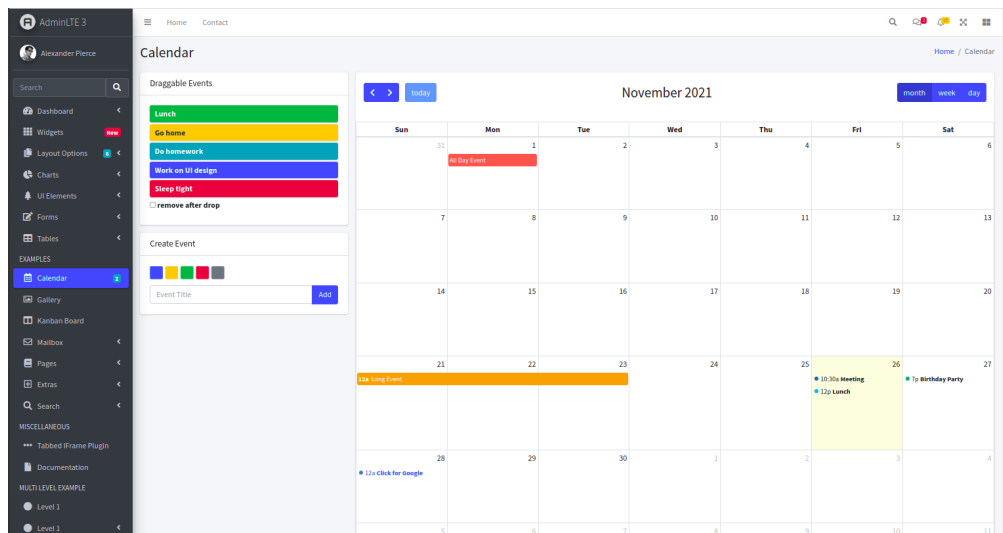 AdminLTE 3
Home Contact
3
15
Alexander Pierce
Calendar
Home / Calendar
Search
Dashboard
Widgets New
Layout Options 6
Charts
UI Elements
Forms
Tables
EXAMPLES
Calendar 2
Gallery
Kanban Board
Mailbox
Pages
Extras
Search
MISCELLANEOUS
Tabbed IFrame Plugin
Documentation
MULTI LEVEL EXAMPLE
Level 1
Level 1
Draggable Events
Lunch
Go home
Do homework
Work on UI design
Sleep tight
remove after drop
Create Event
Event Title Add
today
November 2021
month week day
Sun Mon Tue Wed Thu Fri Sat
31 1 2 3 4 5 6
All Day Event
7 8 9 10 11 12 13
14 15 16 17 18 19 20
21 22 23 24 25 26 27
12a Long Event
10:30a Meeting
7p Birthday Party
12p Lunch
28 29 30 1 2 3 4
12a Click for Google
5 6 7 8 9 10 11